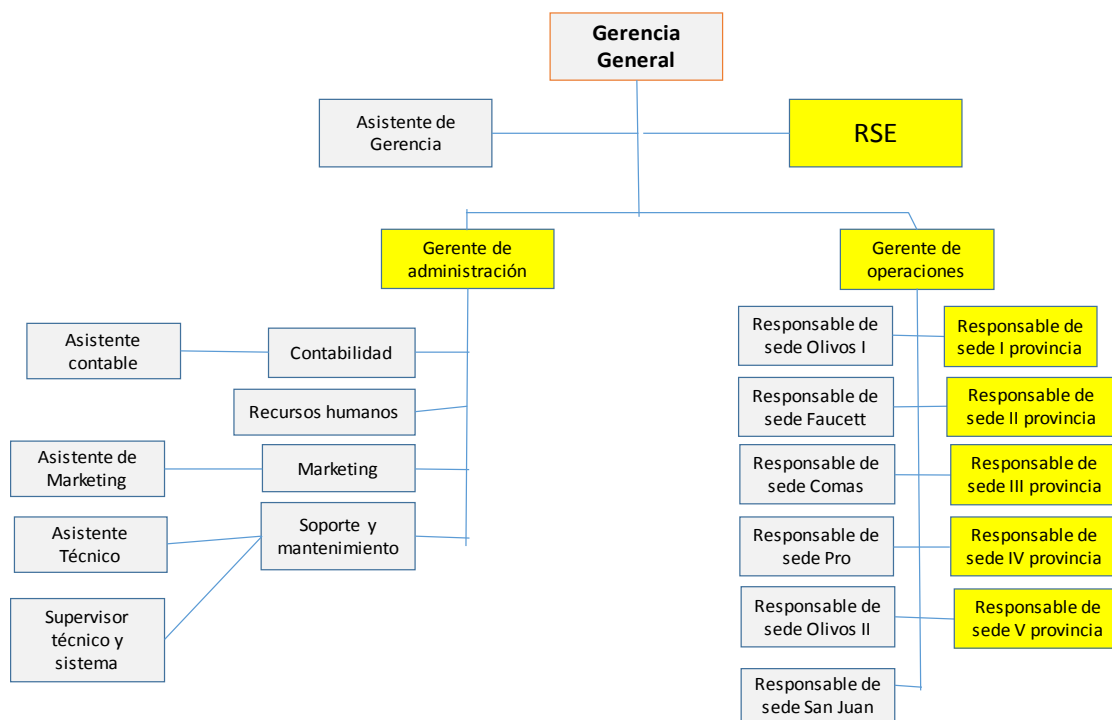 Gerencia
General
Asistente de
Gerencia
RSE
Gerente de
administración
Gerente de
operaciones
Asistente
contable
Contabilidad
Recursos humanos
Asistente de
Marketing
Marketing
Asistente
Técnico
Soporte y
mantenimiento
Supervisor
técnico y
sistema
Responsable de
sede Olivos I
Responsable de
sede I provincia
Responsable de
sede Faucett
Responsable de
sede II provincia
Responsable de
sede Comas
Responsable de
sede III provincia
Responsable de
sede Pro
Responsable de
sede IV provincia
Responsable de
sede Olivos II
Responsable de
sede V provincia
Responsable de
sede San Juan